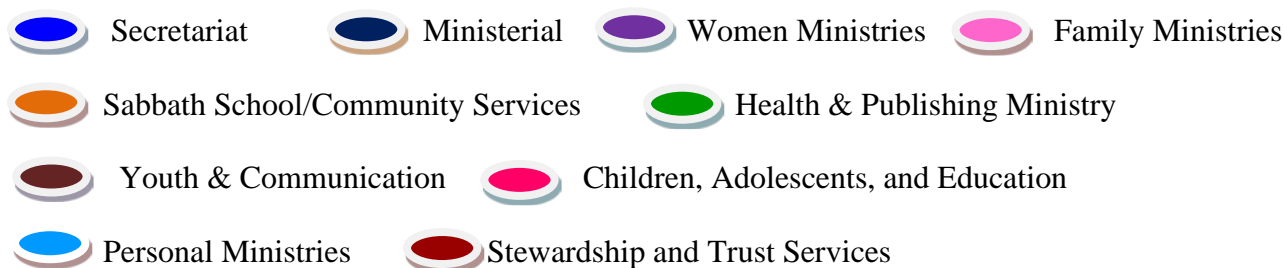 Secretariat Ministerial Women Ministries Family Ministries
Sabbath School/Community Services Health & Publishing Ministry
Youth & Communication Children, Adolescents, and Education
Personal Ministries Stewardship and Trust Services